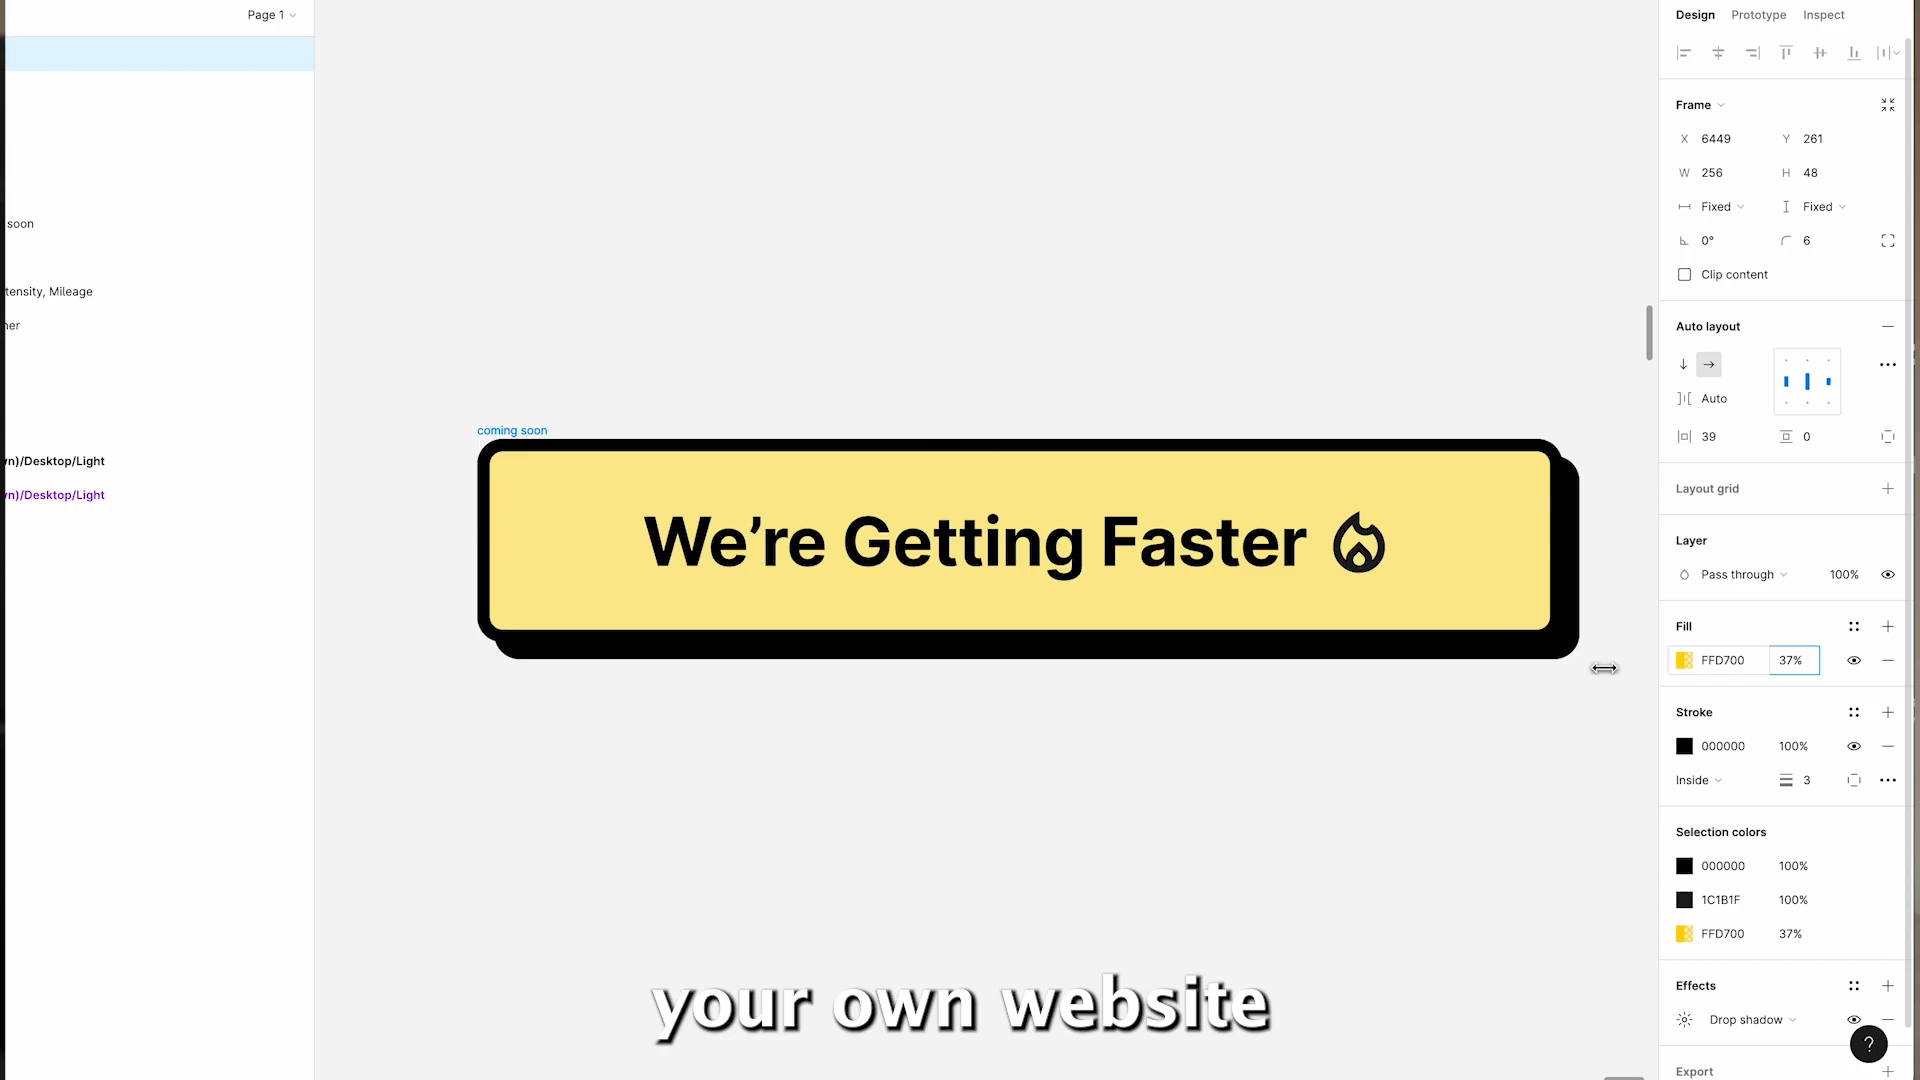 Page 1
soon
tensity, Mileage
ner
vn)/Desktop/Light
vn)/Desktop/Light
coming soon
We’re Getting Faster
your own website
Design Prototype Inspect
Frame
X 6449 Y 261
W 256 H 48
Fixed Fixed
0° 6
Clip content
Auto layout
Auto
39 0
Layout grid
Layer
Pass through 100%
Fill
FFD700 37%
Stroke
000000 100%
Inside 3
Selection colors
000000 100%
1C1B1F 100%
FFD700 37%
Effects
Drop shadow
?
Export